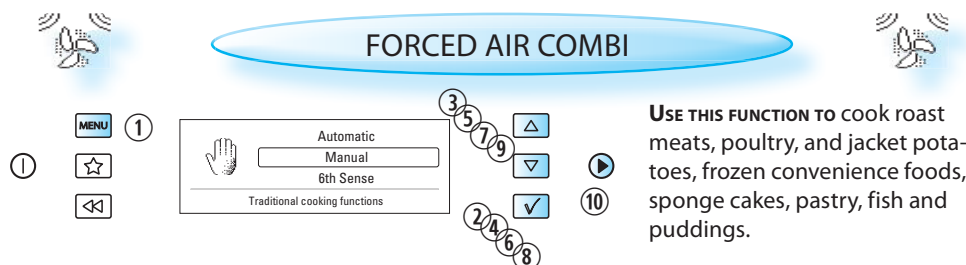 FORCED AIR COMBI
MENU
①
Automatic
Manual
6th Sense
Traditional cooking functions
③
⑤
⑦
⑨
⑩
②
④
⑥
⑧
USE THIS FUNCTION TO cook roast
meats, poultry, and jacket pota-
toes, frozen convenience foods,
sponge cakes, pastry, fish and
puddings.